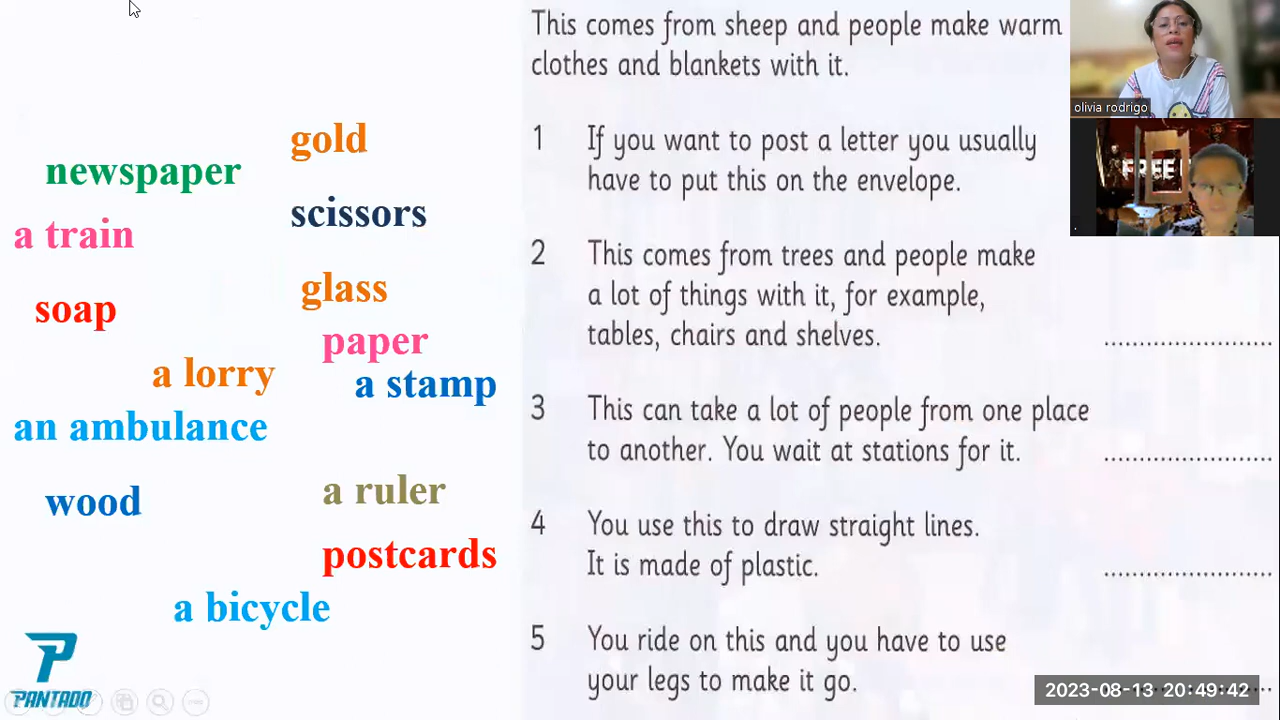 newspaper
gold
a train
scissors
soap
glass
paper
a lorry
a stamp
an ambulance
wood
a ruler
postcards
a bicycle
PANTADO
This comes from sheep and people make warm
clothes and blankets with it.
1 If you want to post a letter you usually
have to put this on the envelope.
2 This comes from trees and people make
a lot of things with it, for example,
tables, chairs and shelves. ........................
3 This can take a lot of people from one place
to another. You wait at stations for it. ........................
4 You use this to draw straight lines.
It is made of plastic. ........................
5 You ride on this and you have to use
your legs to make it go.
olivia rodrigo
FREE
2023-08-13 20:49:42